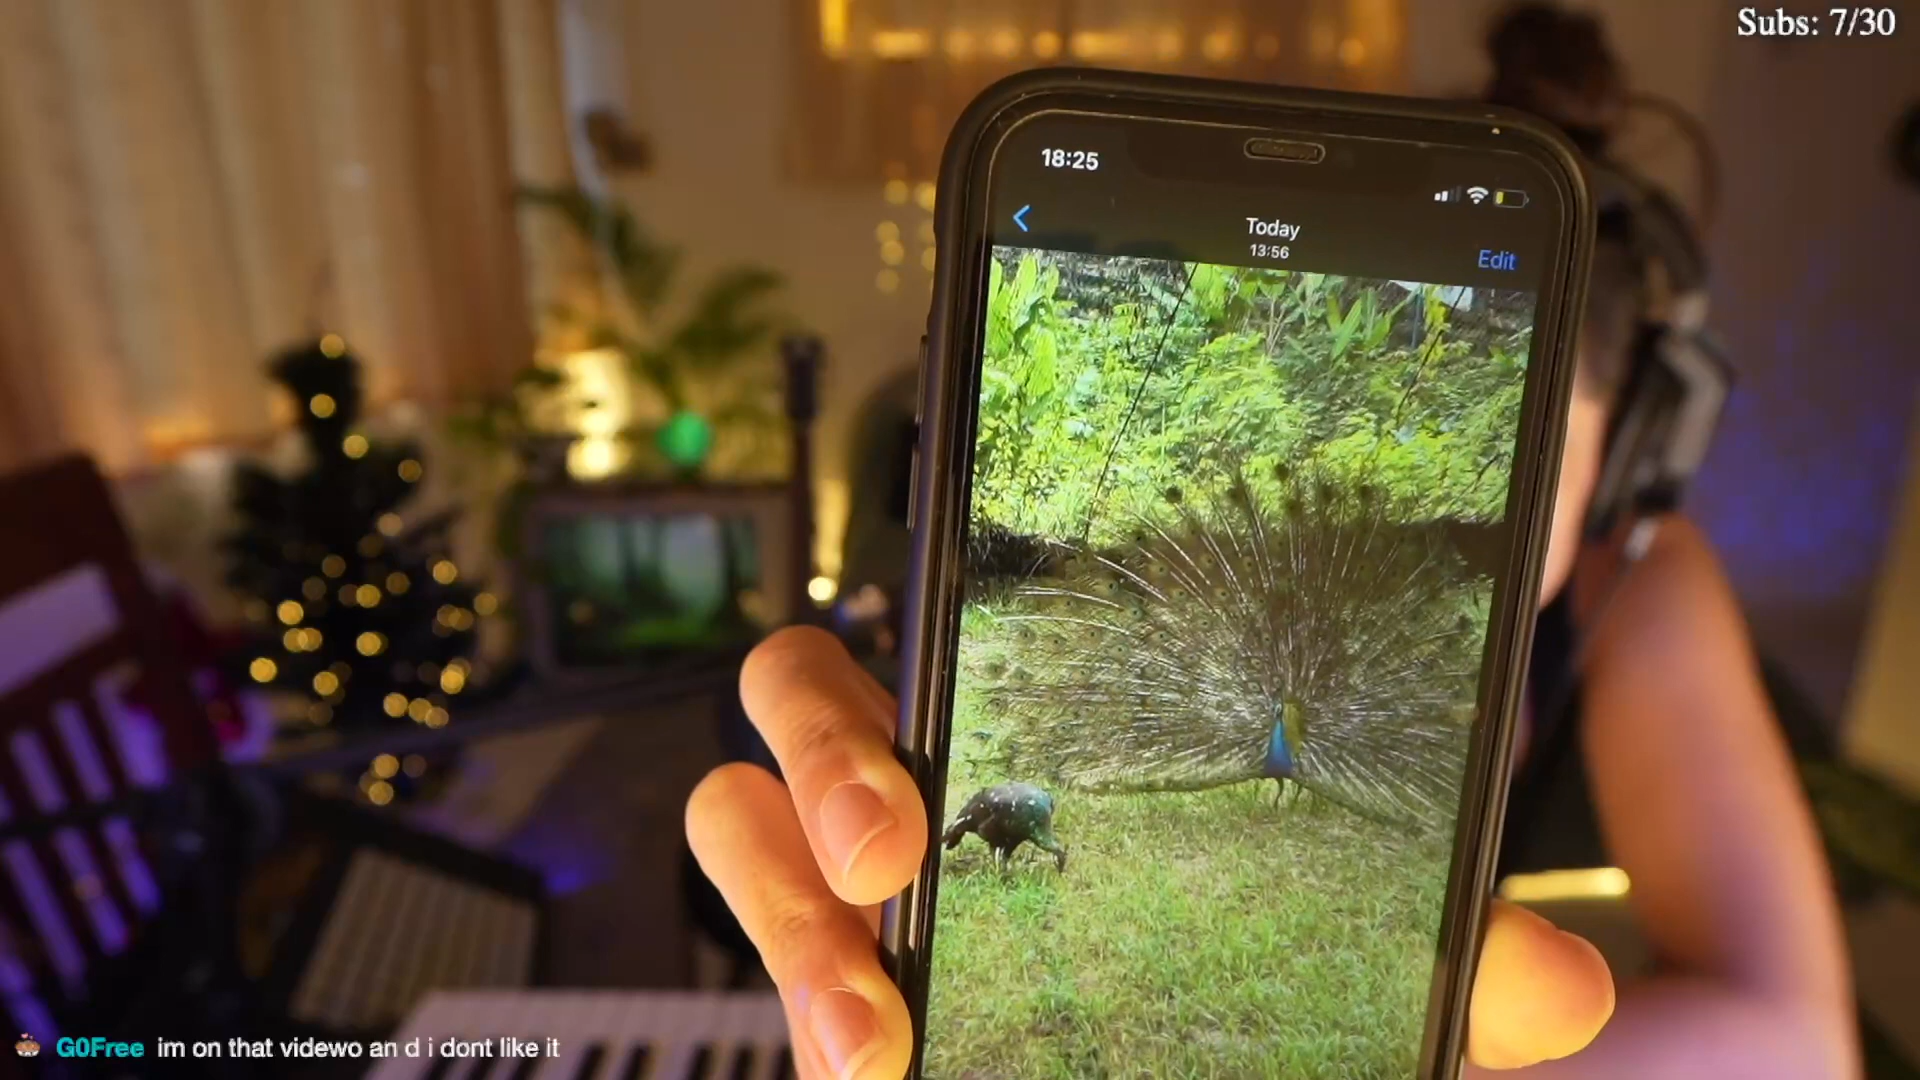 Subs: 7/30
18:25
Today
13:56
Edit
G0Free im on that videwo an d i dont like it